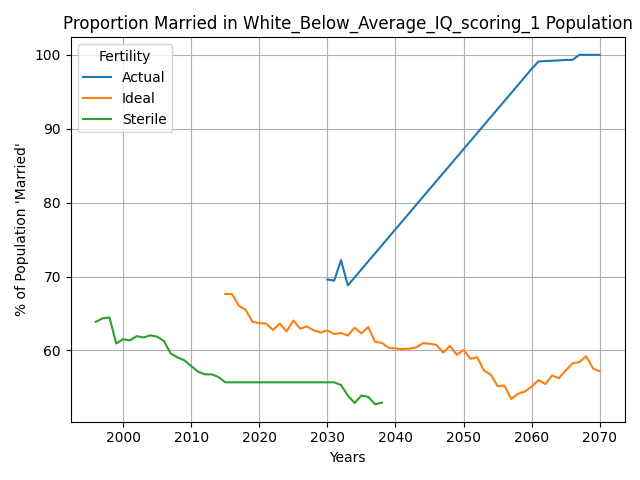 Proportion Married in White_Below_Average_IQ_scoring_1 Population
Fertility
Actual
Ideal
Sterile
% of Population 'Married'
100
90
80
70
60
2000
2010
2020
2030
2040
2050
2060
2070
Years